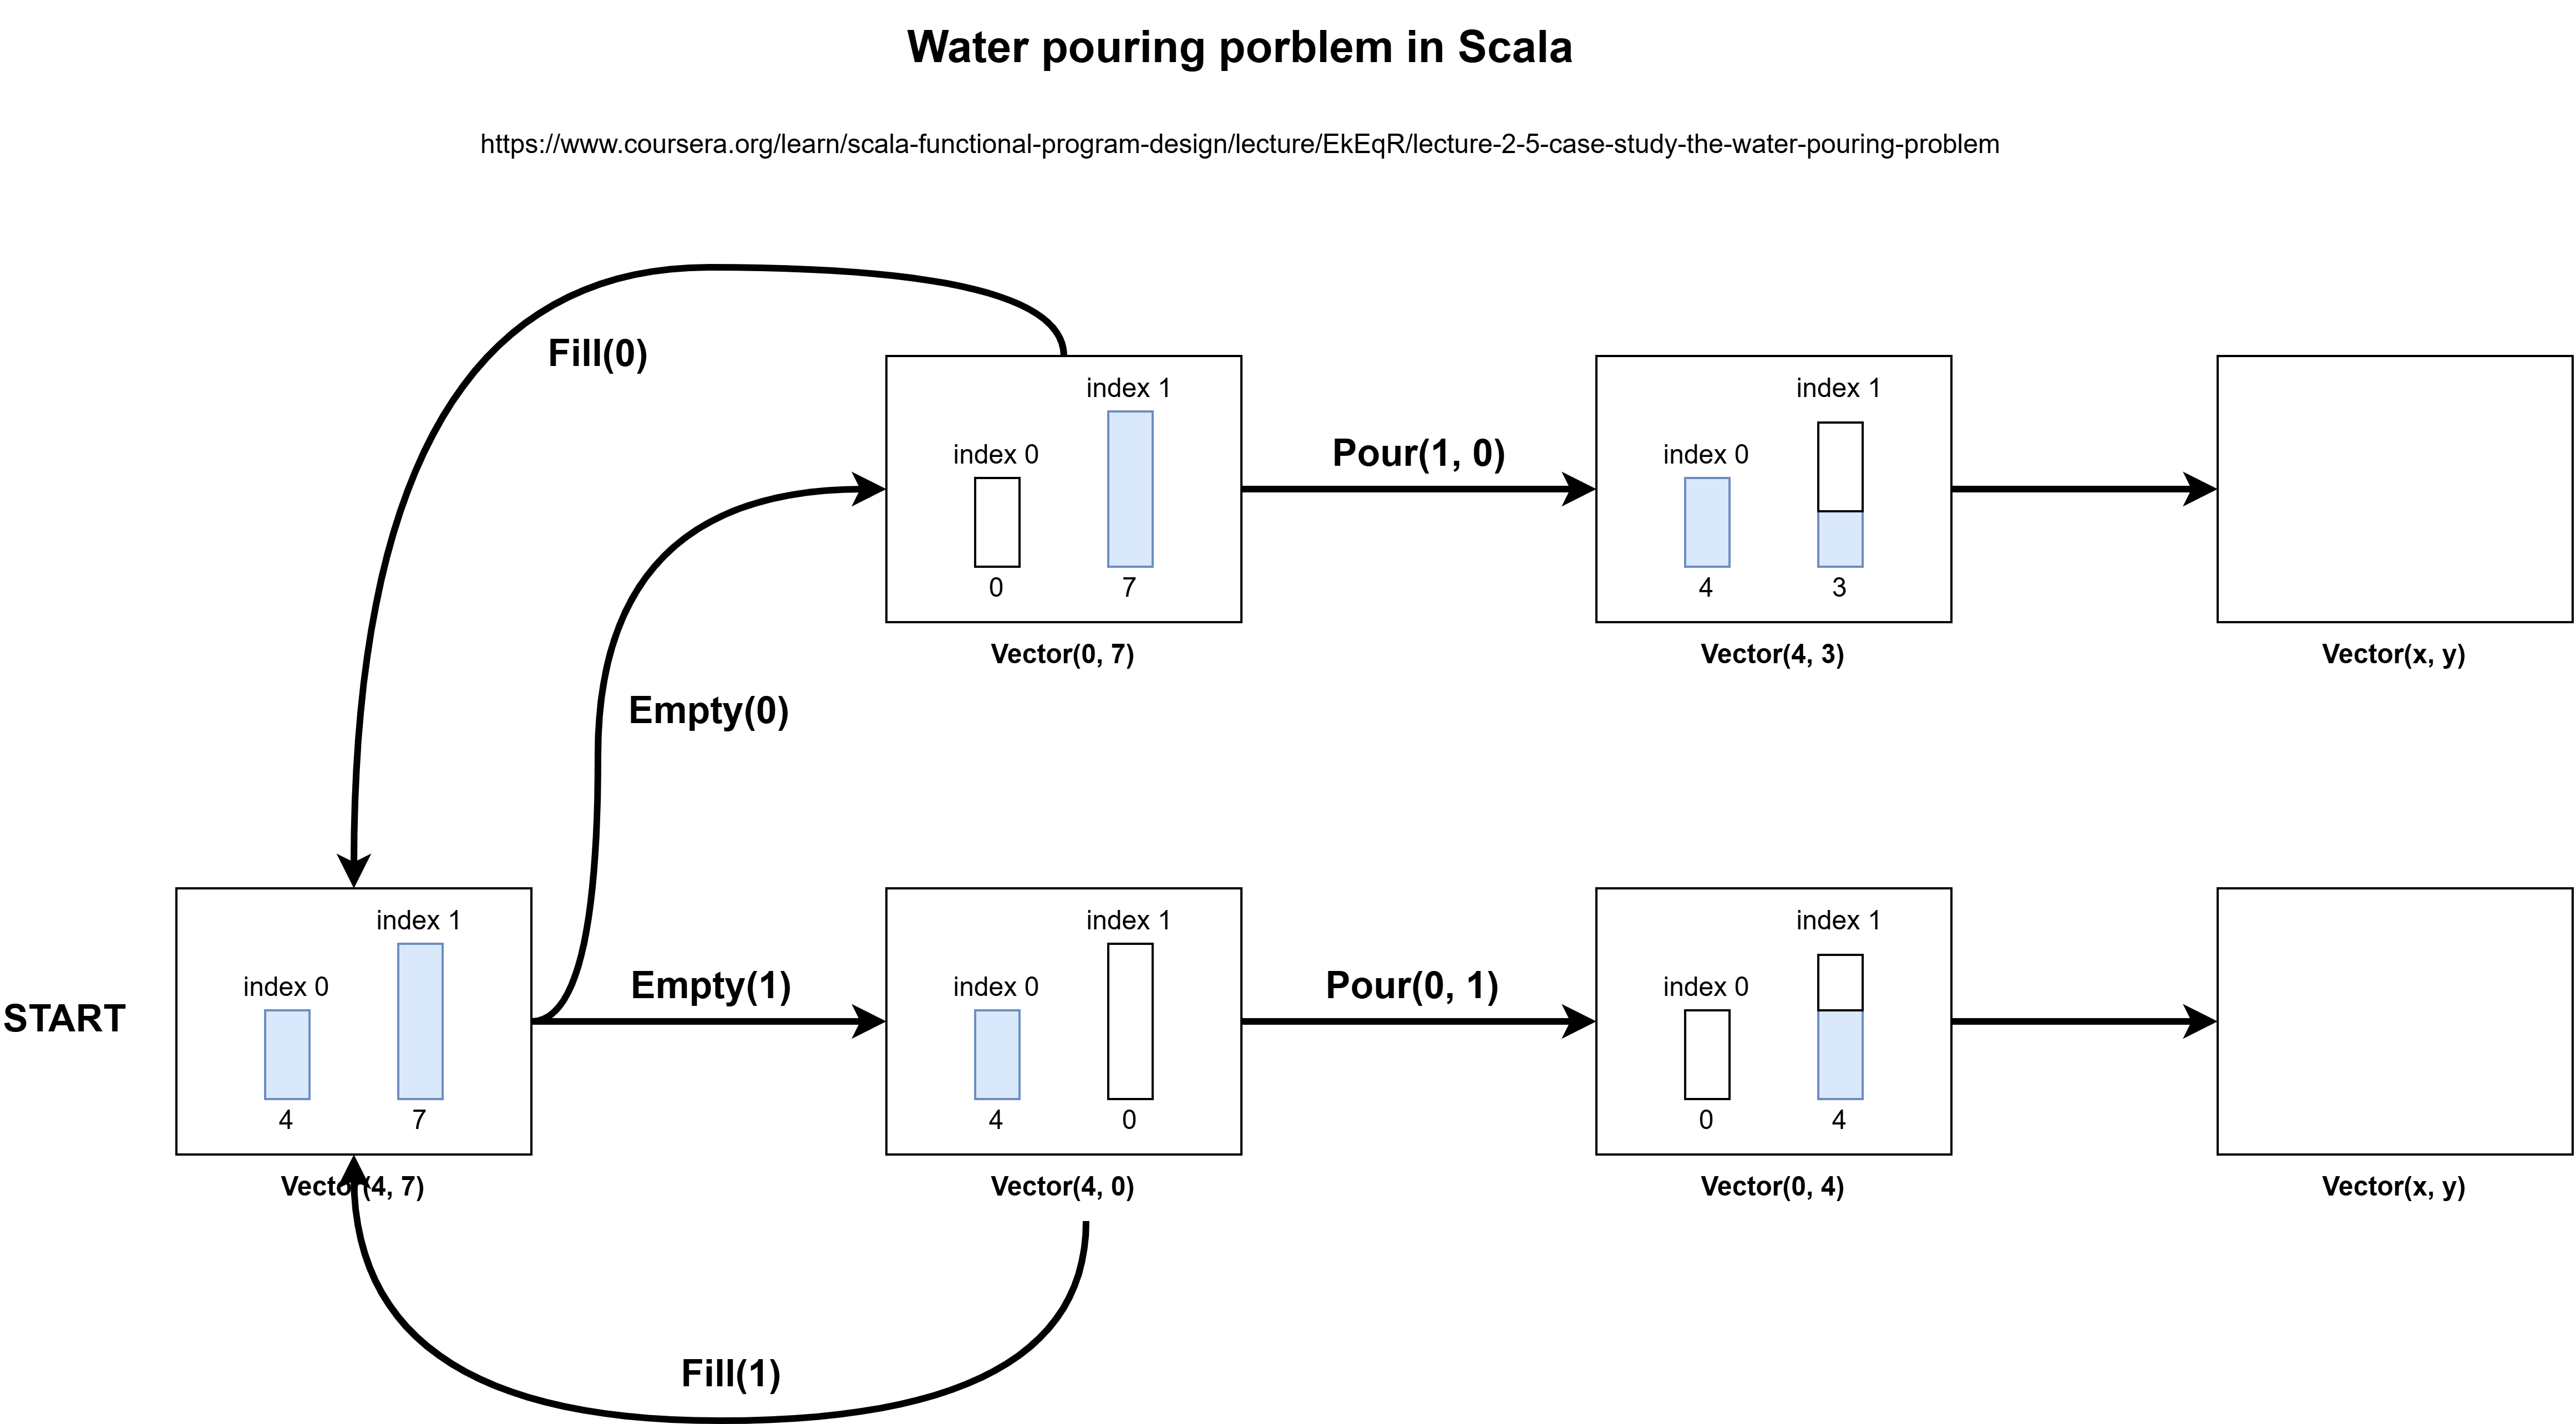 Water pouring porblem in Scala
https://www.coursera.org/learn/scala-functional-program-design/lecture/EkEqR/lecture-2-5-case-study-the-water-pouring-problem
Fill(0)
index 1
index 0
0
7
Vector(0, 7)
Pour(1, 0)
index 1
index 0
4
3
Vector(4, 3)
Vector(x, y)
Empty(0)
START
index 1
index 0
4
7
Vector(4, 7)
Empty(1)
index 1
index 0
4
0
Vector(4, 0)
Pour(0, 1)
index 1
index 0
0
4
Vector(0, 4)
Vector(x, y)
Fill(1)